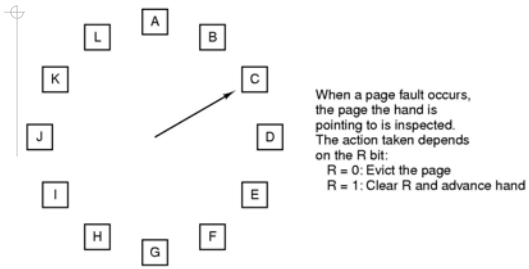 A
L
B
K
C
J
D
I
E
H
F
G
When a page fault occurs,
the page the hand is
pointing to is inspected.
The action taken depends
on the R bit:
R = 0: Evict the page
R = 1: Clear R and advance hand